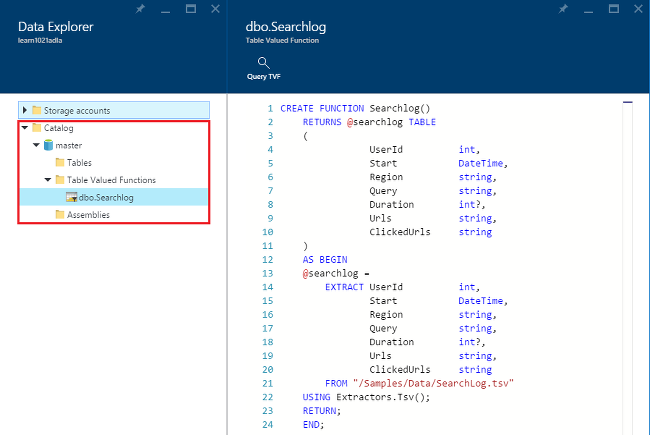 Data Explorer
learn1021adla
Storage accounts
Catalog
master
Tables
Table Valued Functions
dbo.Searchlog
Assemblies
dbo.Searchlog
Table Valued Function
Query TVF
1 CREATE FUNCTION Searchlog()
2 RETURNS @searchlog TABLE
3 (
4 UserId int,
5 Start DateTime,
6 Region string,
7 Query string,
8 Duration int?,
9 Urls string,
10 ClickedUrls string
11 )
12 AS BEGIN
13 @searchlog =
14 EXTRACT UserId int,
15 Start DateTime,
16 Region string,
17 Query string,
18 Duration int?,
19 Urls string,
20 ClickedUrls string
21 FROM "/Samples/Data/SearchLog.tsv"
22 USING Extractors.Tsv();
23 RETURN;
24 END;